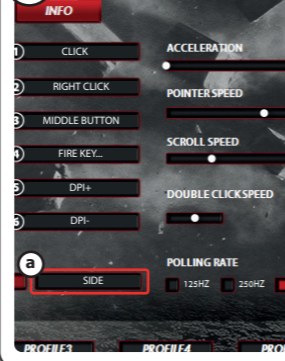 INFO
1 CLICK
2 RIGHT CLICK
3 MIDDLE BUTTON
4 FIRE KEY...
5 DPI+
6 DPI-
a
SIDE
ACCELERATION
POINTER SPEED
SCROLL SPEED
DOUBLE CLICKSPEED
POLLING RATE
125HZ 250HZ
PROFILE3 PROFILE4